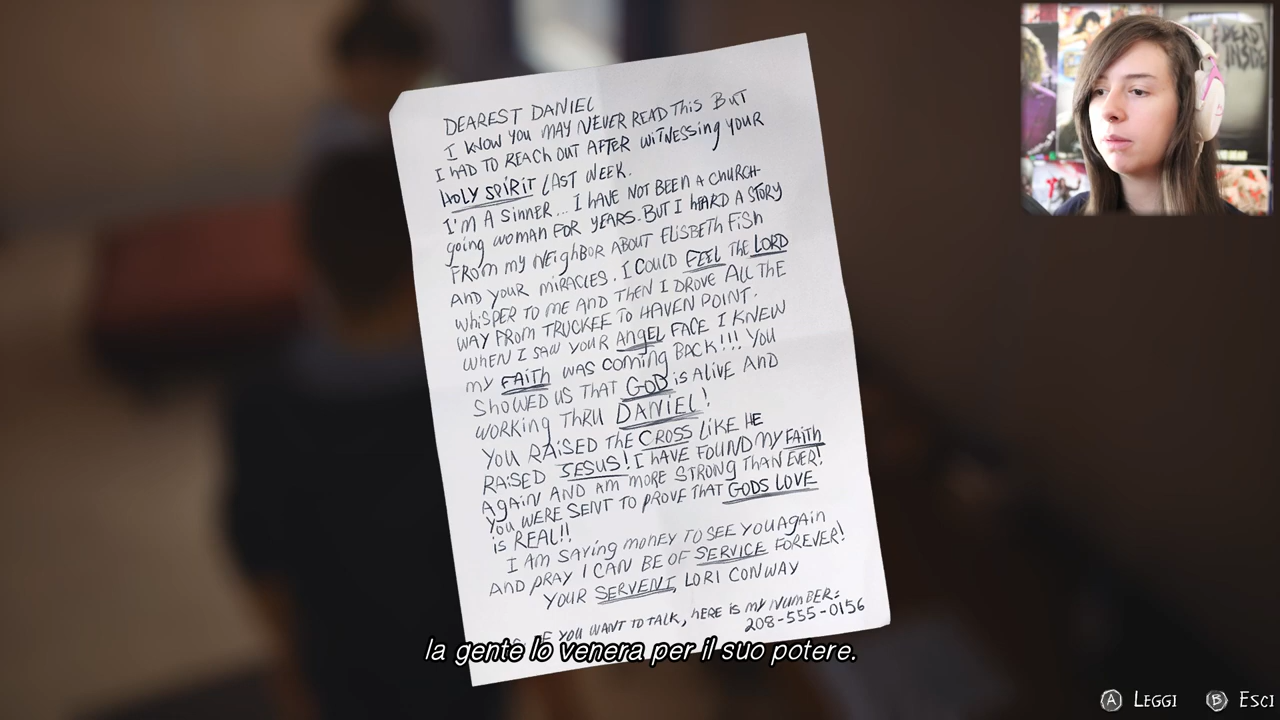 DEAREST DANIEL
I KNOW YOU MAY NEVER READ THIS BUT
I HAD TO REACH OUT AFTER WITNESSING YOUR
HOLY SPIRIT LAST WEEK.
I'M A SINNER... I HAVE NOT BEEN A CHURCH-
going WOMAN FOR YEARS. BUT I HEARD A STORY
FROM MY NEIGHBOR ABOUT ELISBETH FISH
AND YOUR MIRACLES. I COULD FEEL THE LORD
WHISPER TO ME AND THEN I DROVE ALL THE
WAY FROM TRUCKEE TO HAVEN POINT.
WHEN I SAW YOUR ANGEL FACE I KNEW
MY FAITH WAS COMING BACK!!! YOU
SHOWED US THAT GOD IS ALIVE AND
WORKING THRU DANIEL!
YOU RAISED THE CROSS LIKE HE
RAISED JESUS! I HAVE FOUND MY FAITH
AGAIN AND AM MORE STRONG THAN EVER!
YOU WERE SENT TO PROVE THAT GODS LOVE
IS REAL!!
I AM SAVING MONEY TO SEE YOU AGAIN
AND PRAY I CAN BE OF SERVICE FOREVER!
YOUR SERVENT, LORI CONWAY
YOU WANT TO TALK, HERE IS MY NUMBER:
208-555-0156
la gente lo venera per il suo potere.
A LEGGI B ESCI